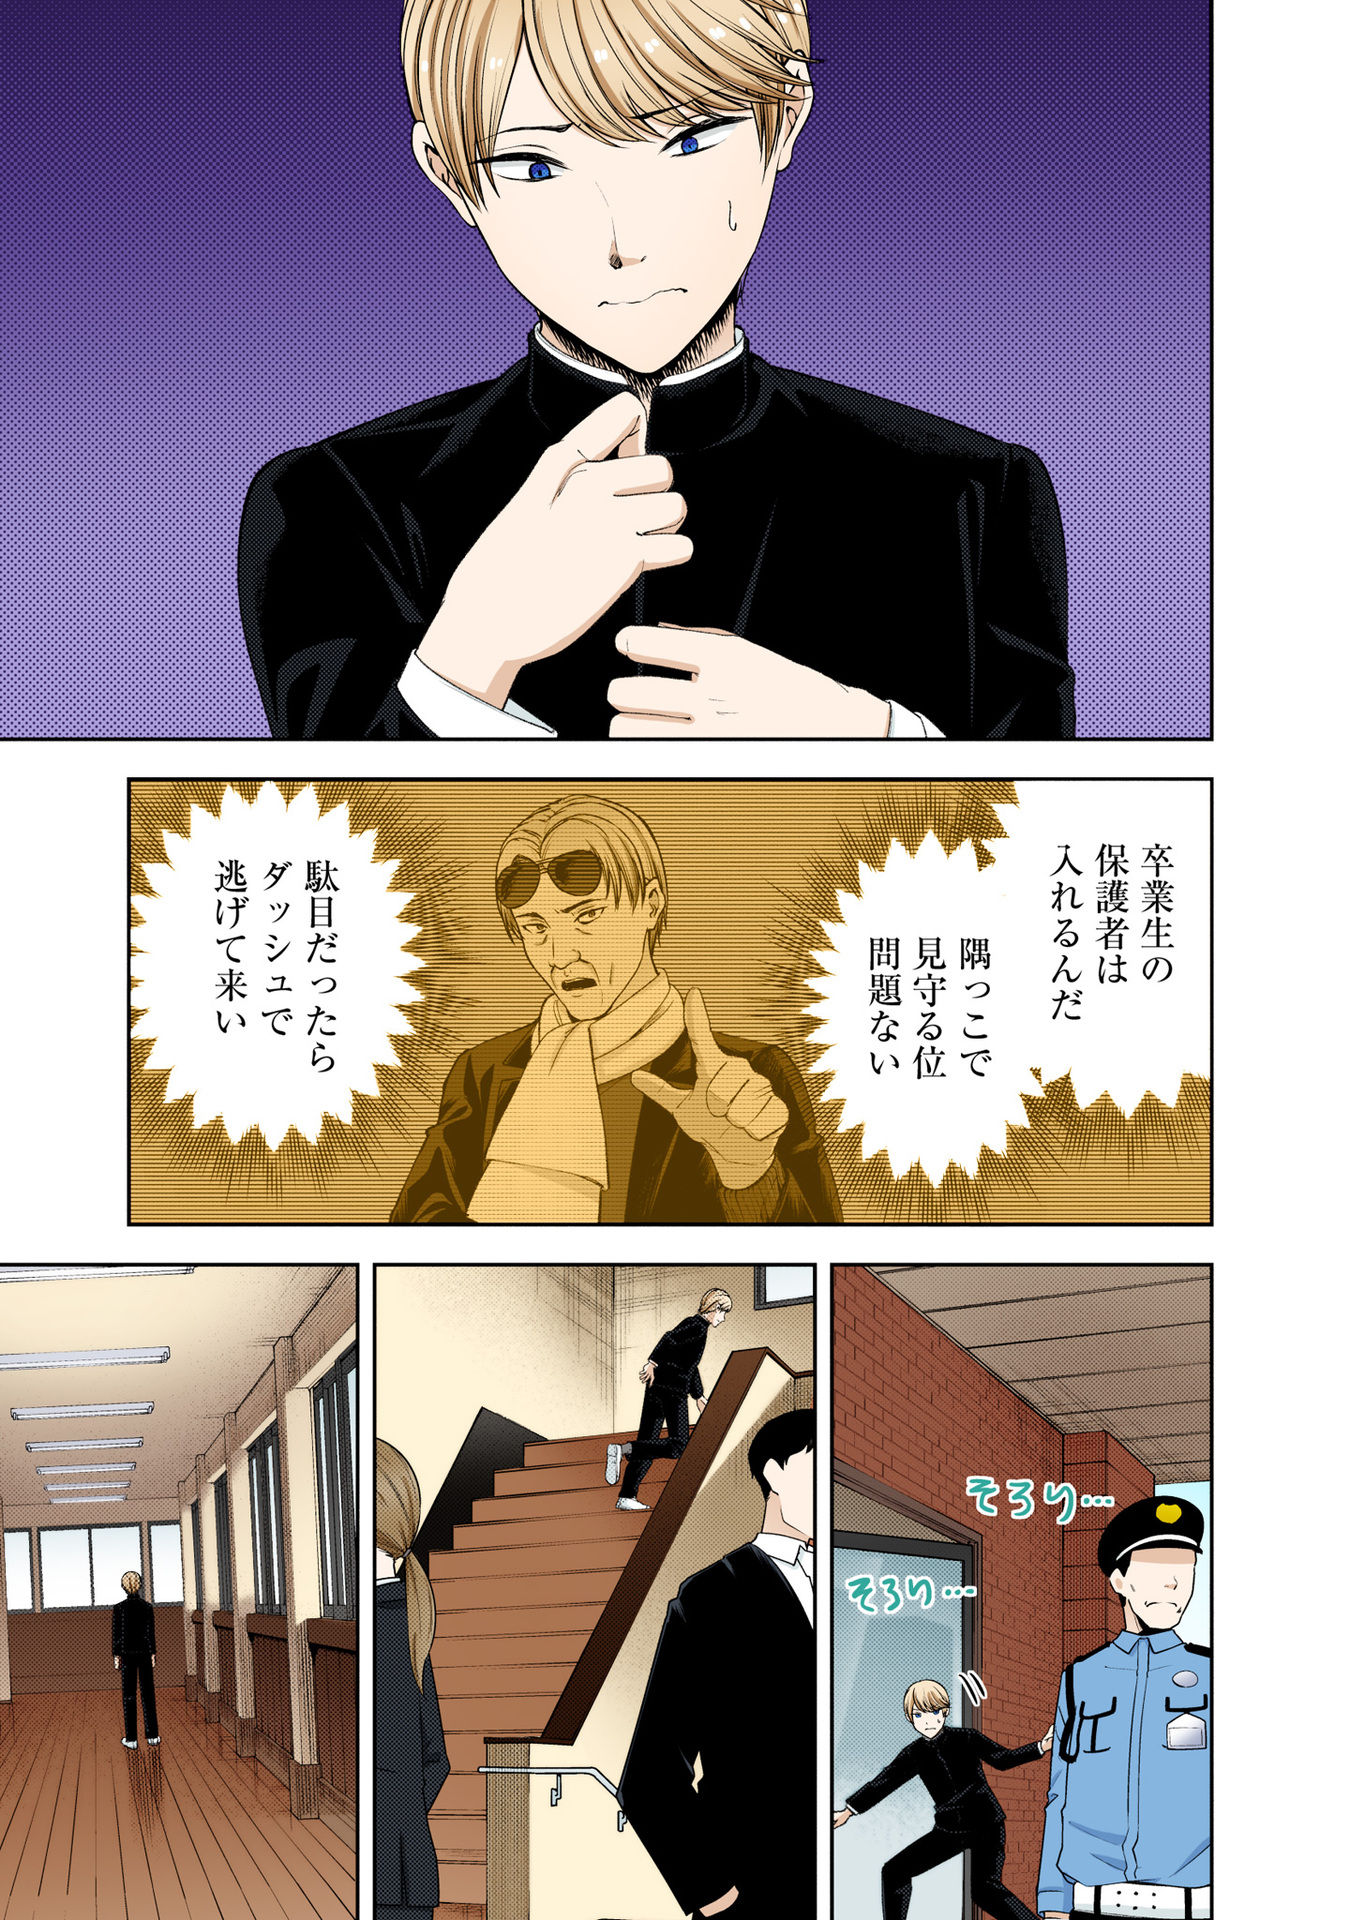 卒業生の
保護者は
入れるんだ
隅っこで
見守る位
問題ない
駄目だったら
ダッシュで
逃げて来い
そろり…
そろり…